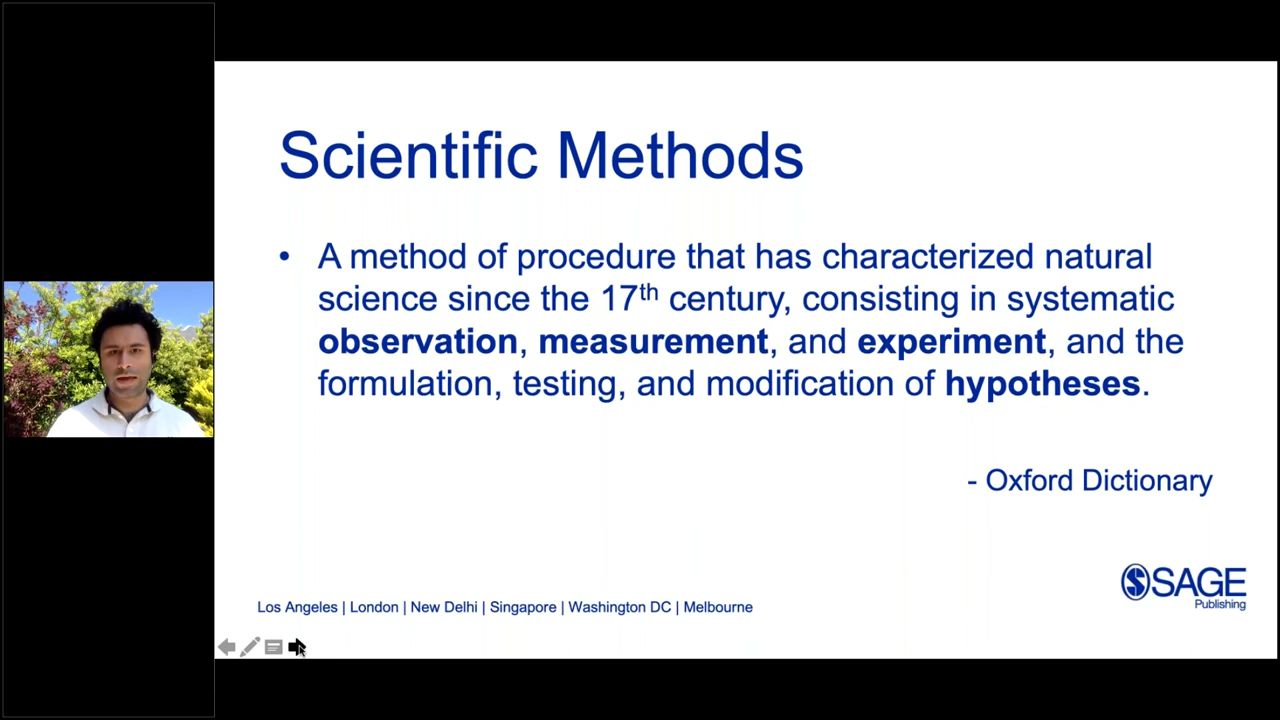 Scientific Methods
• A method of procedure that has characterized natural
science since the 17th century, consisting in systematic
observation, measurement, and experiment, and the
formulation, testing, and modification of hypotheses.
- Oxford Dictionary
SAGE
Publishing
Los Angeles | London | New Delhi | Singapore | Washington DC | Melbourne